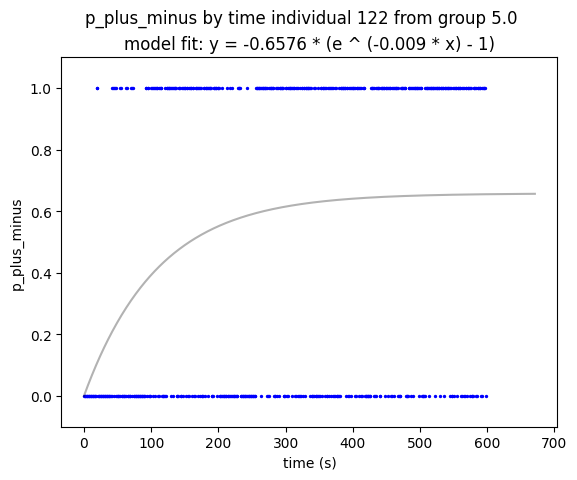 p_plus_minus by time individual 122 from group 5.0
model fit: y = -0.6576 * (e ^ (-0.009 * x) - 1)
1.0
0.8
0.6
0.4
0.2
0.0
p_plus_minus
0 100 200 300 400 500 600 700
time (s)